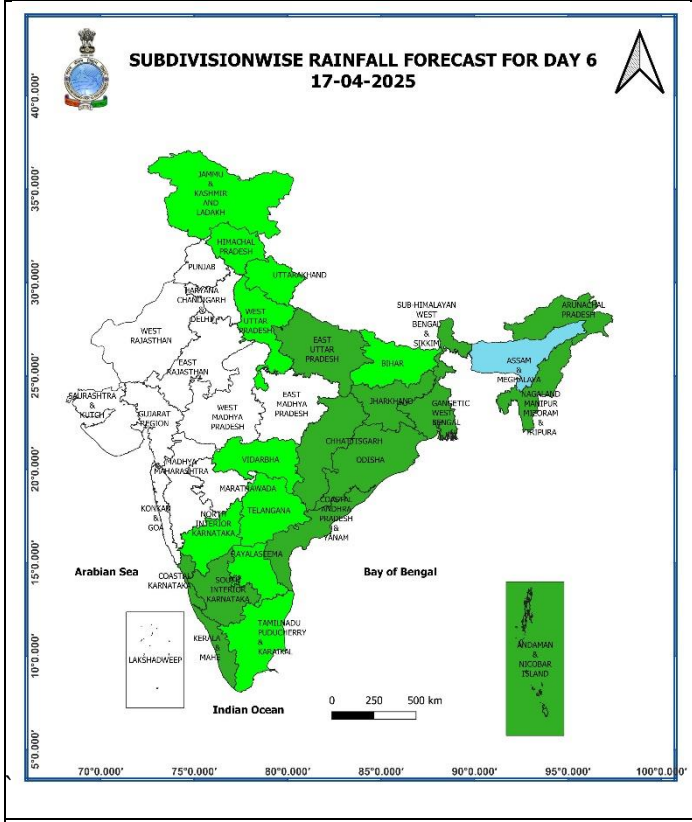 SUBDIVISIONWISE RAINFALL FORECAST FOR DAY 6
17-04-2025
40°0.000'
35°0.000'
30°0.000'
25°0.000'
20°0.000'
15°0.000'
10°0.000'
5°0.000'
JAMMU
&
KASHMIR
AND
LADAKH
HIMACHAL
PRADESH
PUNJAB
UTTARAKHAND
HARYANA
CHANDIGARH
&
DELHI
WEST
UTTAR
PRADESH
WEST
RAJASTHAN
EAST
RAJASTHAN
EAST
UTTAR
PRADESH
SUB-HIMALAYAN
WEST
BENGAL
&
SIKKIM
ARUNACHAL
PRADESH
BIHAR
ASSAM
&
MEGHALAYA
NAGALAND
MANIPUR
MIZORAM
&
TRIPURA
SAURASHTRA
&
KUTCH
GUJARAT
REGION
WEST
MADHYA
PRADESH
EAST
MADHYA
PRADESH
JHARKHAND
GANGETIC
WEST
BENGAL
CHHATTISGARH
ODISHA
VIDARBHA
MADHYA
MAHARASHTRA
MARATHAWADA
KONKAN
&
GOA
NORTH
INTERIOR
KARNATAKA
TELANGANA
COASTAL
ANDHRA
PRADESH
&
YANAM
RAYALASEEMA
COASTAL
KARNATAKA
SOUTH
INTERIOR
KARNATAKA
TAMILNADU
PUDUCHERRY
&
KARAIKAL
KERALA
&
MAHE
LAKSHADWEEP
ANDAMAN
&
NICOBAR
ISLAND
Arabian Sea
Bay of Bengal
Indian Ocean
0 250 500 km
70°0.000' 75°0.000' 80°0.000' 85°0.000' 90°0.000' 95°0.000' 100°0.000'